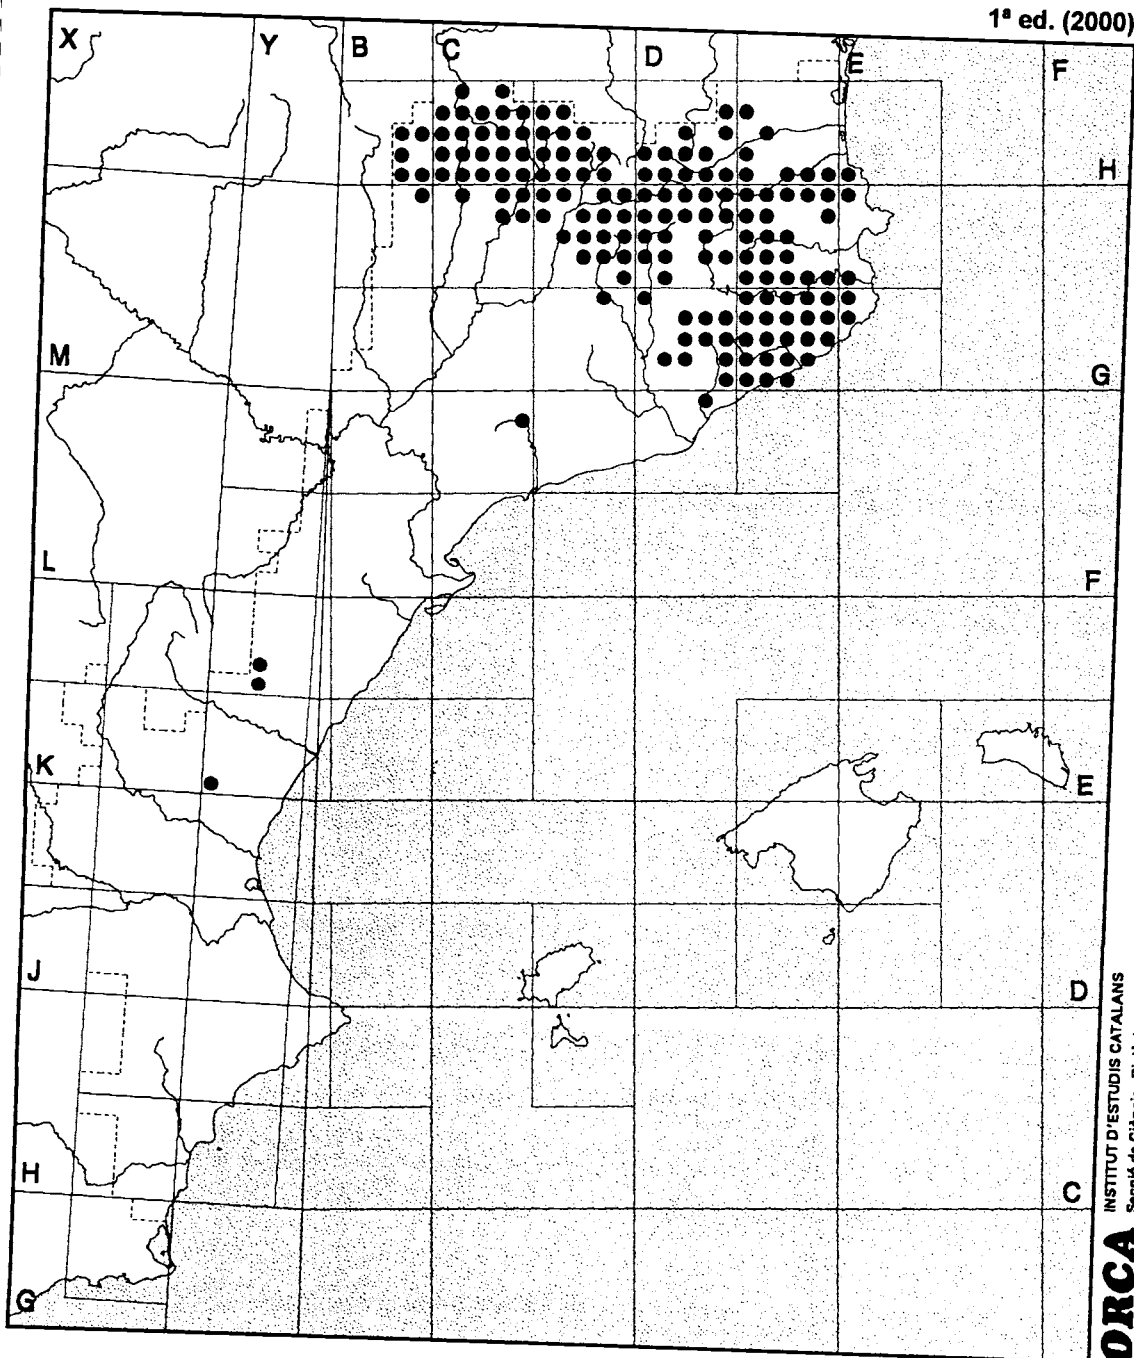 1ª ed. (2000)
X Y B C D E F
H
M G
L F
K E
J D
H C
G
INSTITUT D'ESTUDIS CATALANS
ORCA